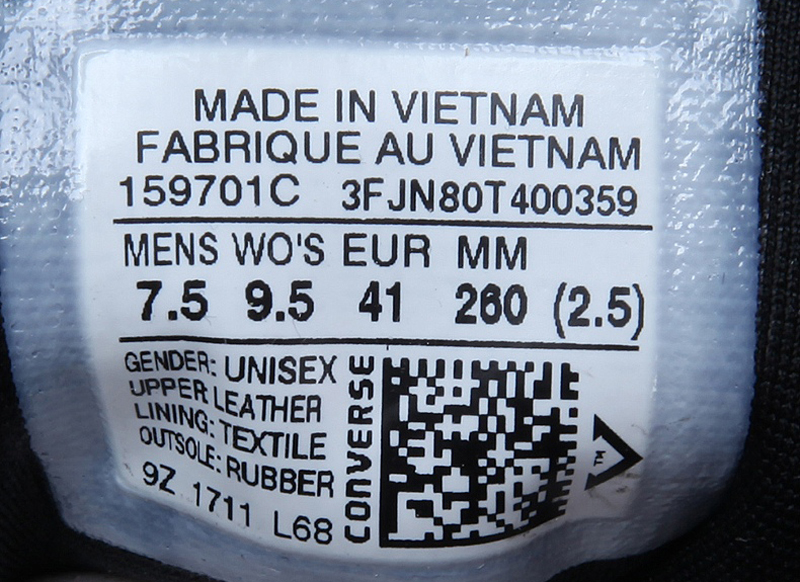 MADE IN VIETNAM
FABRIQUE AU VIETNAM
159701C 3FJN80T400359
MENS WO'S EUR MM
7.5 9.5 41 260 (2.5)
GENDER: UNISEX
UPPER LEATHER
LINING: TEXTILE
OUTSOLE: RUBBER
9Z 1711 L68
CONVERSE
TM